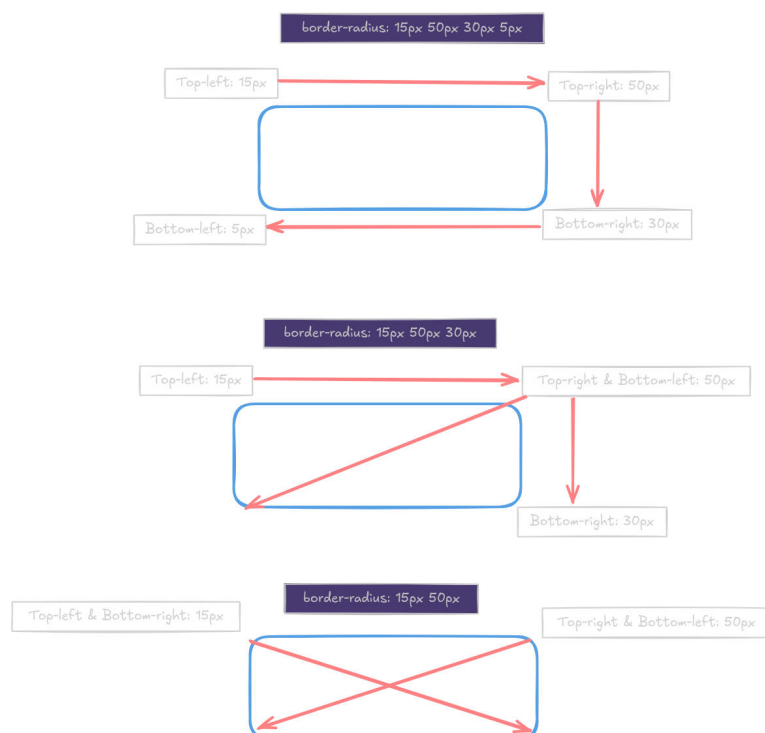 border-radius: 15px 50px 30px 5px
Top-left: 15px
Top-right: 50px
Bottom-left: 5px
Bottom-right: 30px
border-radius: 15px 50px 30px
Top-left: 15px
Top-right & Bottom-left: 50px
Bottom-right: 30px
border-radius: 15px 50px
Top-left & Bottom-right: 15px
Top-right & Bottom-left: 50px